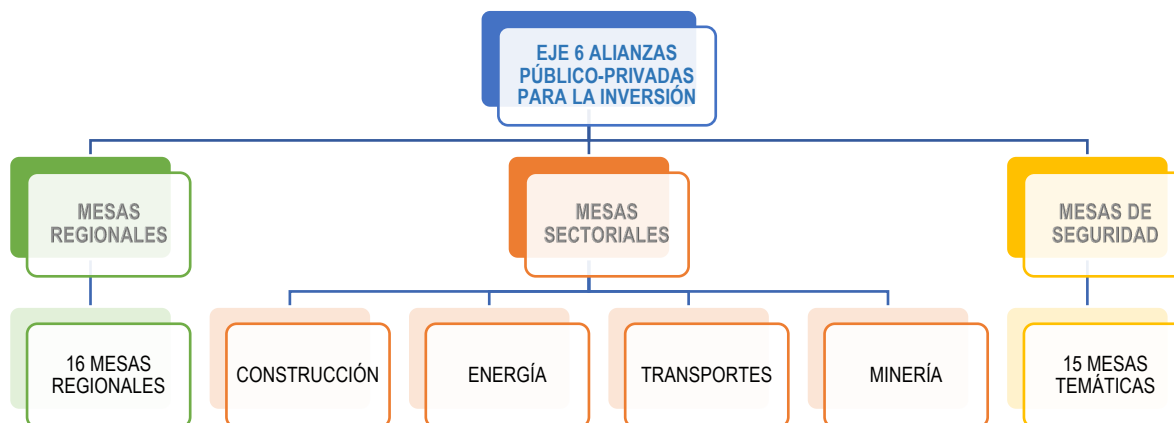 EJE 6 ALIANZAS
PÚBLICO-PRIVADAS
PARA LA INVERSIÓN
MESAS
REGIONALES
MESAS
SECTORIALES
MESAS DE
SEGURIDAD
16 MESAS
REGIONALES
CONSTRUCCIÓN
ENERGÍA
TRANSPORTES
MINERÍA
15 MESAS
TEMÁTICAS